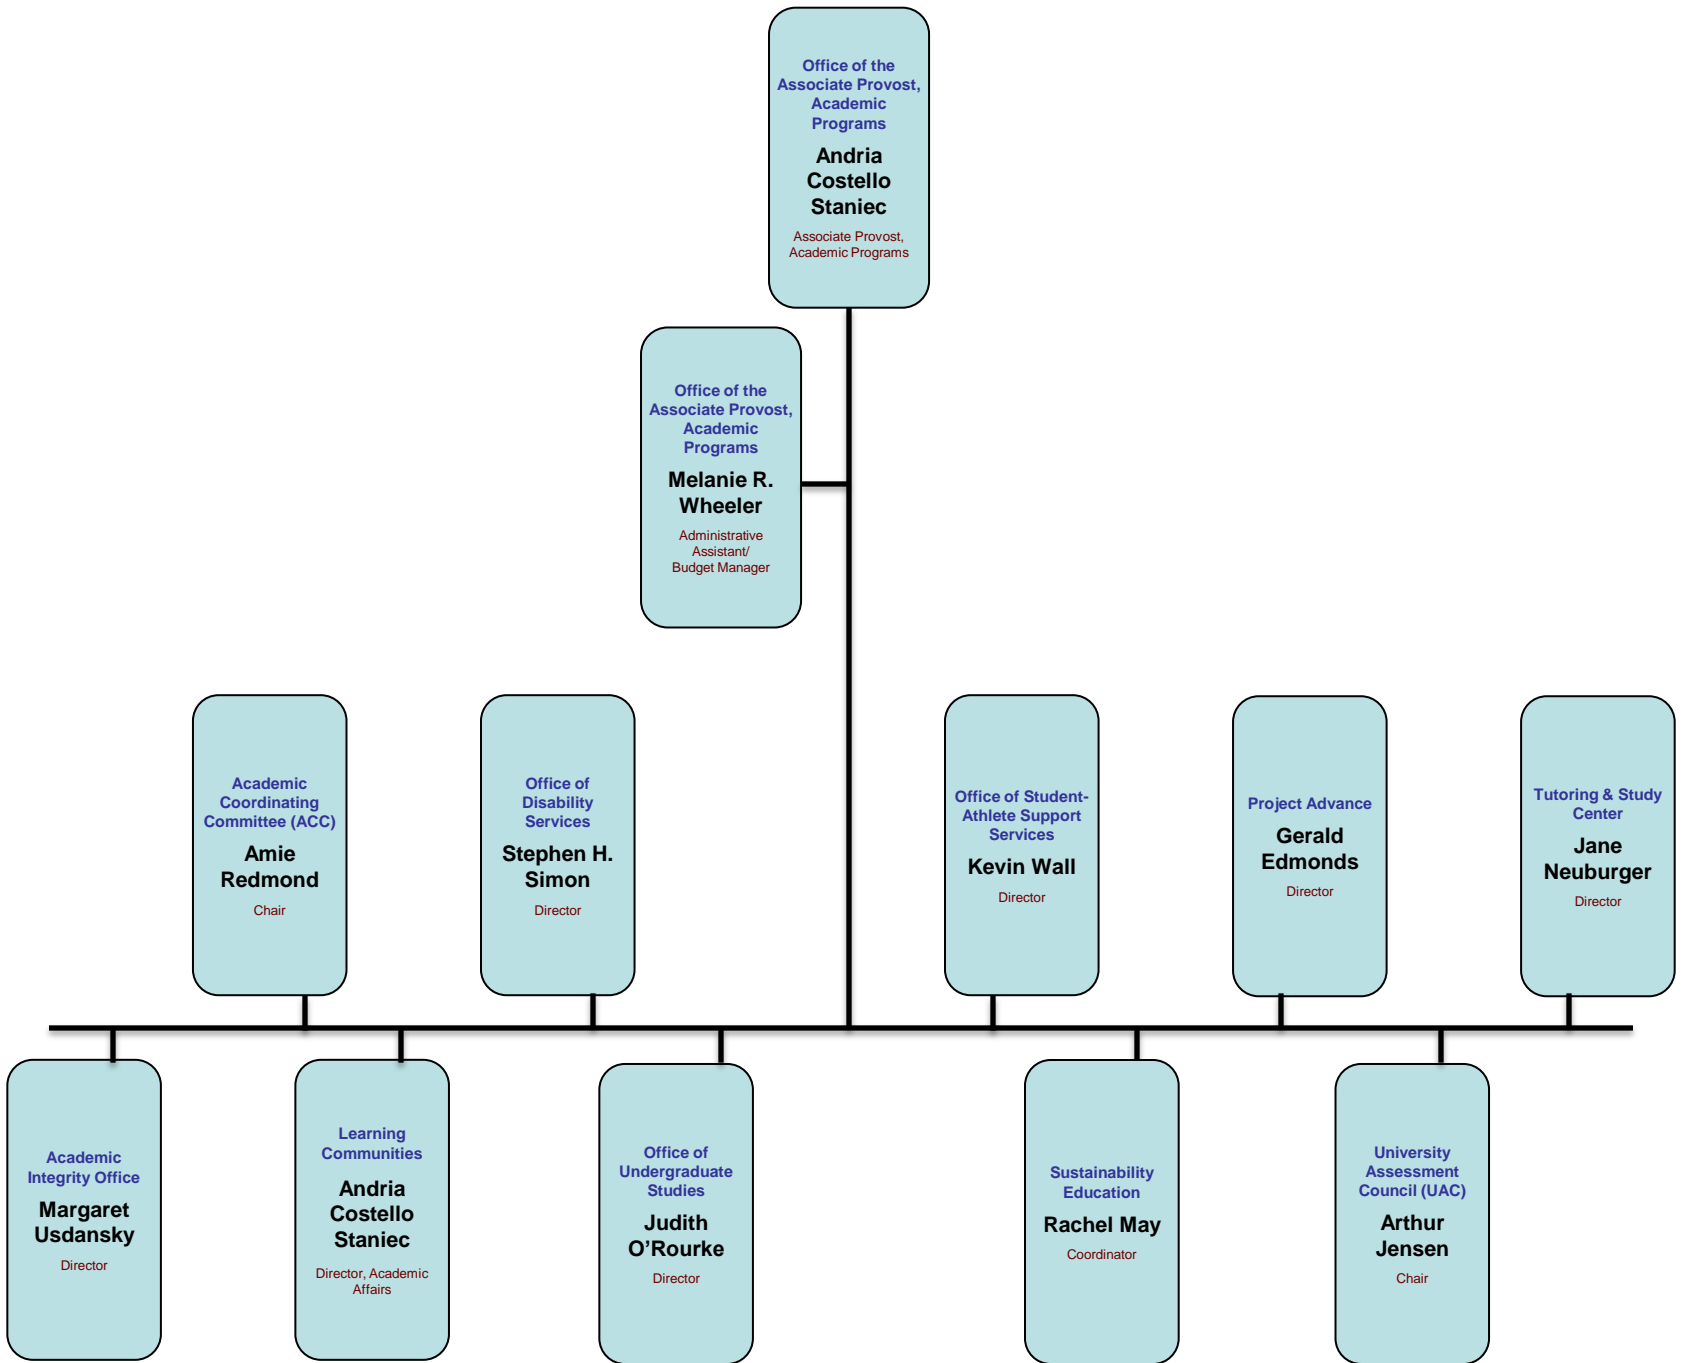 Office of the
Associate Provost,
Academic
Programs
Andria
Costello
Staniec
Associate Provost,
Academic Programs
Office of the
Associate Provost,
Academic
Programs
Melanie R.
Wheeler
Administrative
Assistant/
Budget Manager
Academic
Coordinating
Committee (ACC)
Amie
Redmond
Chair
Office of
Disability
Services
Stephen H.
Simon
Director
Office of Student-
Athlete Support
Services
Kevin Wall
Director
Project Advance
Gerald
Edmonds
Director
Tutoring & Study
Center
Jane
Neuburger
Director
Academic
Integrity Office
Margaret
Usdansky
Director
Learning
Communities
Andria
Costello
Staniec
Director, Academic
Affairs
Office of
Undergraduate
Studies
Judith
O’Rourke
Director
Sustainability
Education
Rachel May
Coordinator
University
Assessment
Council (UAC)
Arthur
Jensen
Chair